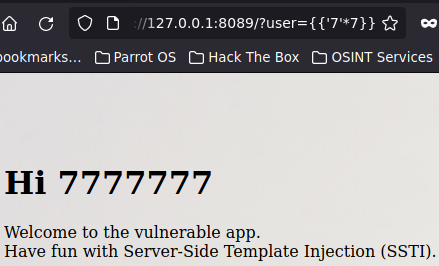 ://127.0.0.1:8089/?user={{'7'*7}}
ookmarks… Parrot OS Hack The Box OSINT Services
Hi 7777777
Welcome to the vulnerable app.
Have fun with Server-Side Template Injection (SSTI).